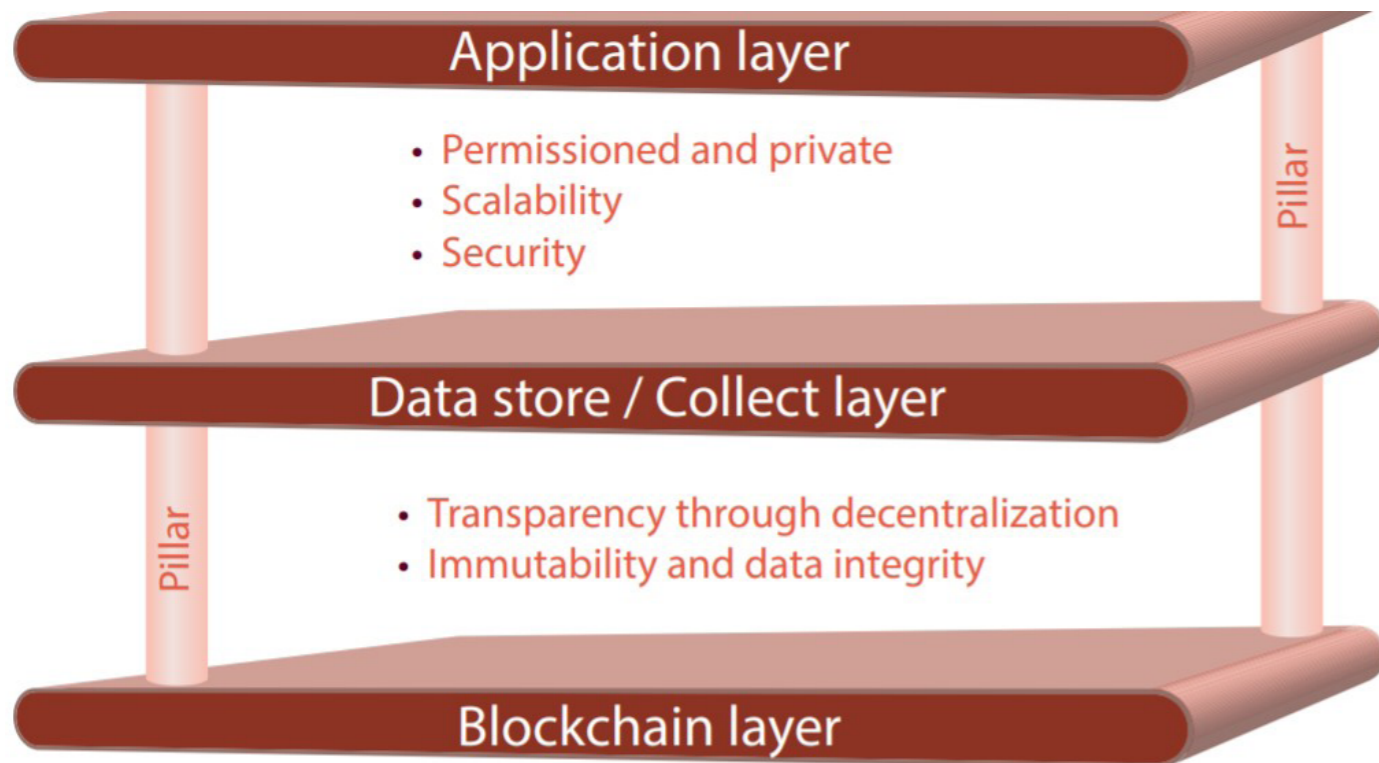 Application layer
• Permissioned and private
• Scalability
• Security
Pillar
Data store / Collect layer
• Transparency through decentralization
• Immutability and data integrity
Pillar
Blockchain layer